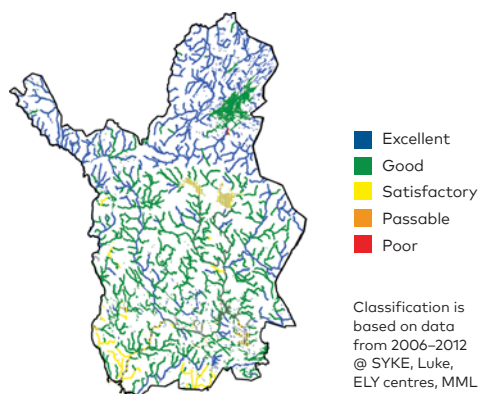 Excellent
Good
Satisfactory
Passable
Poor
Classification is
based on data
from 2006–2012
@ SYKE, Luke,
ELY centres, MML